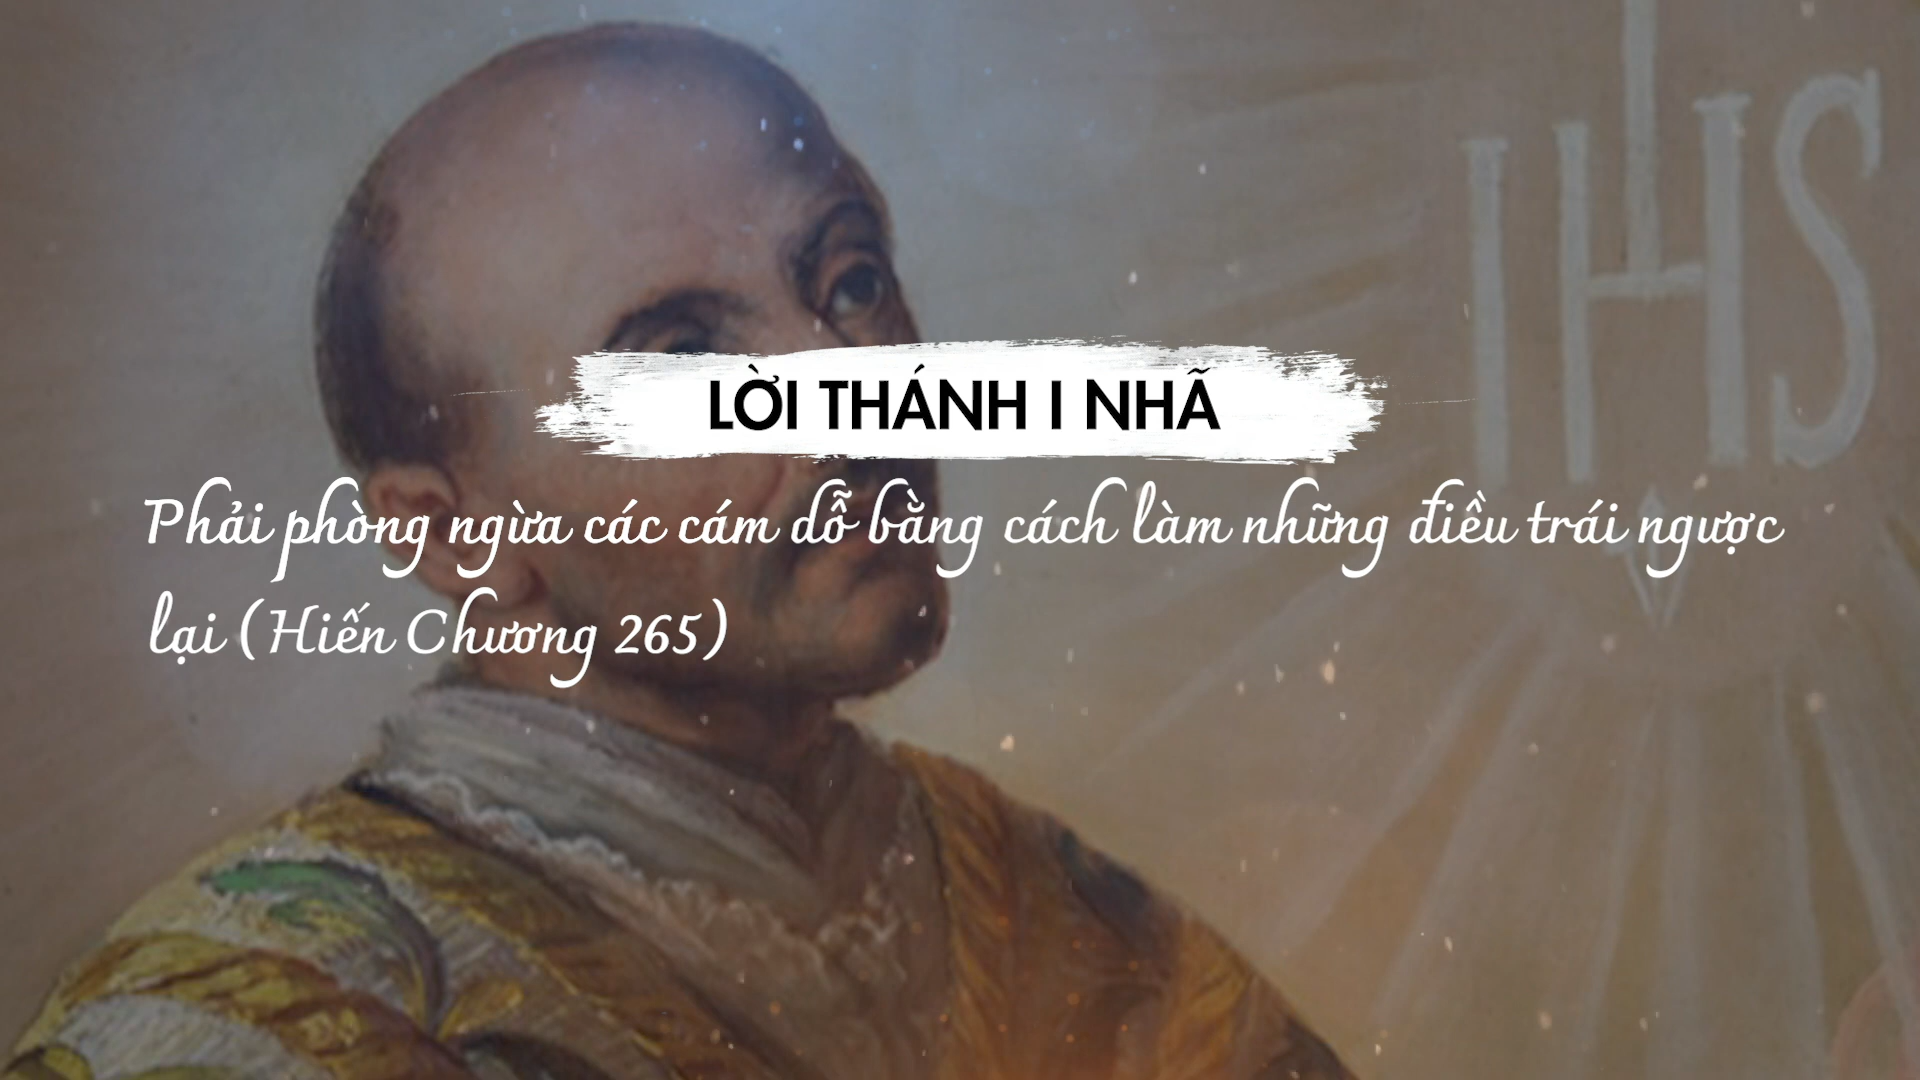 IHS
LỜI THÁNH I NHÃ
Phải phòng ngừa các cám dỗ bằng cách làm những điều trái ngược
lại (Hiến Chương 265)